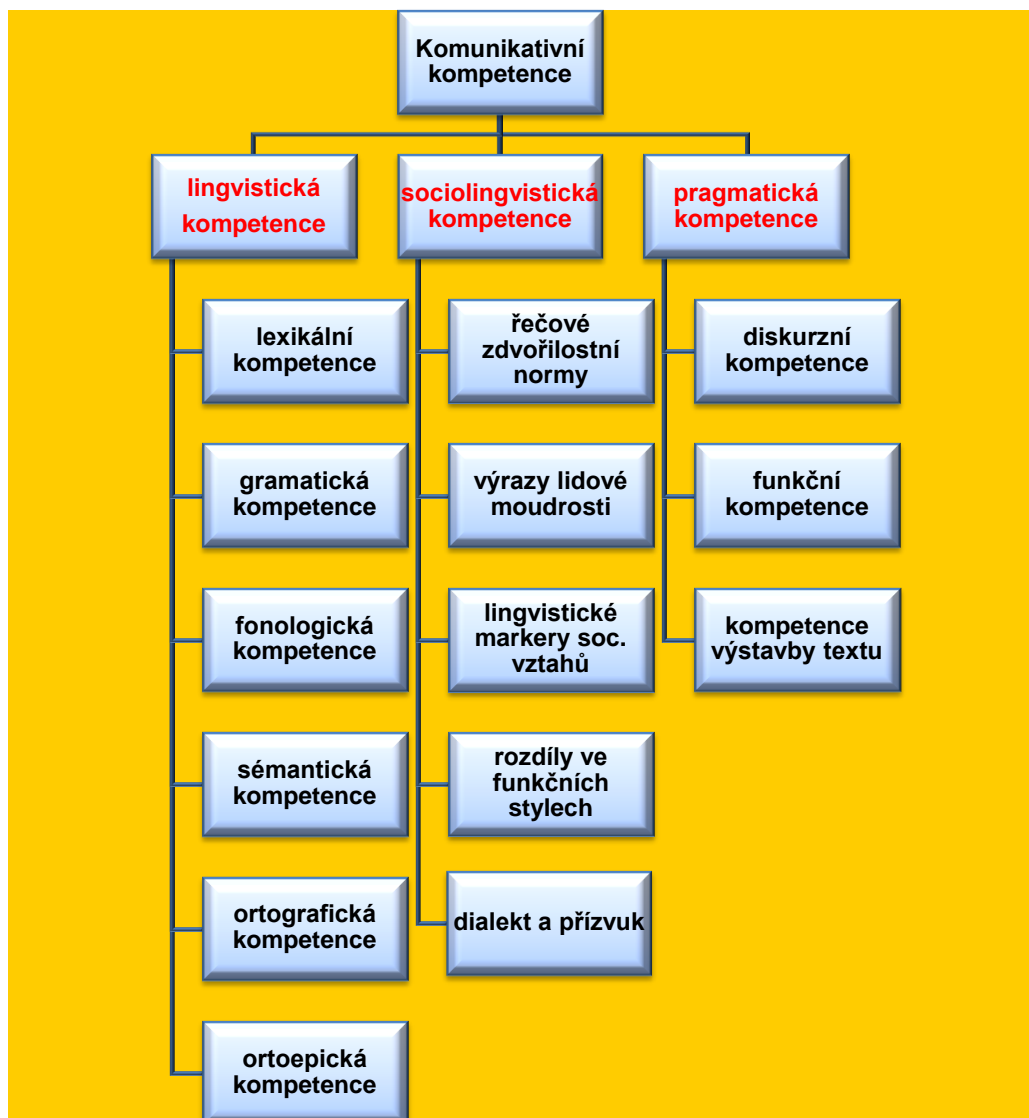 Komunikativní
kompetence
lingvistická
kompetence
sociolingvistická
kompetence
pragmatická
kompetence
lexikální
kompetence
gramatická
kompetence
fonologická
kompetence
sémantická
kompetence
ortografická
kompetence
ortoepická
kompetence
řečové
zdvořilostní
normy
výrazy lidové
moudrosti
lingvistické
markery soc.
vztahů
rozdíly ve
funkčních
stylech
dialekt a přízvuk
diskurzní
kompetence
funkční
kompetence
kompetence
výstavby textu